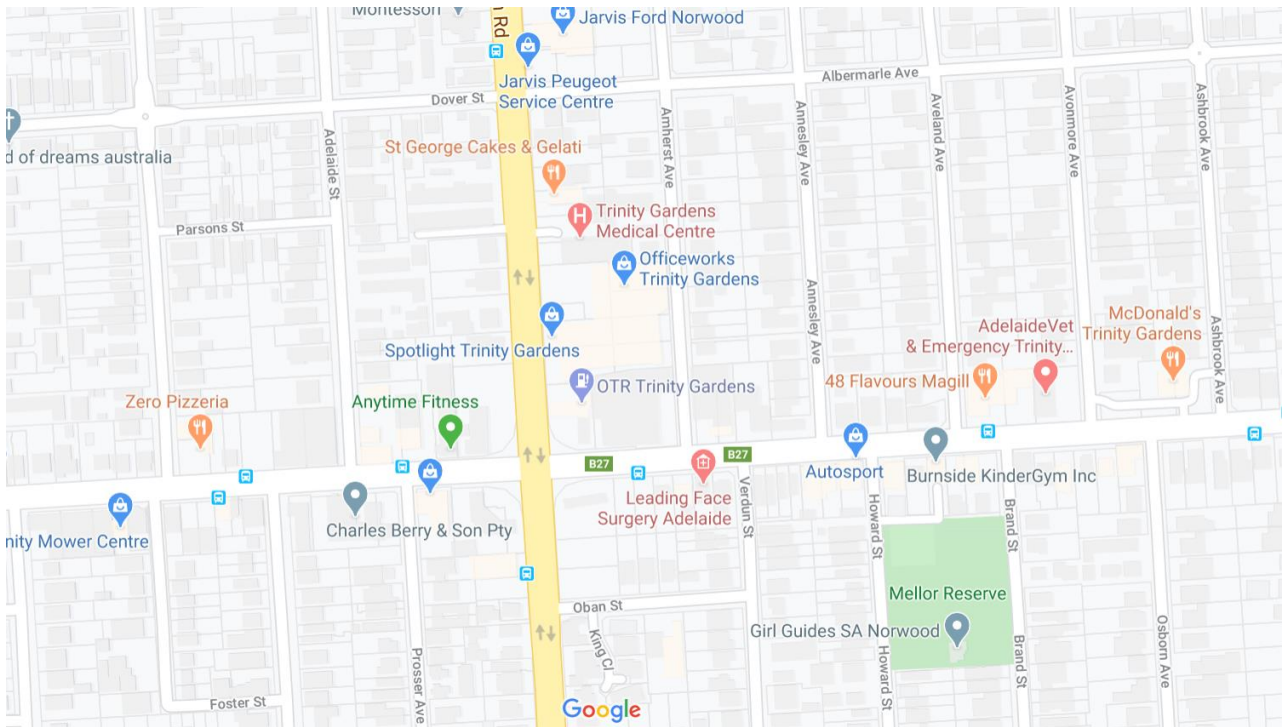 Montessori
Rd
Jarvis Ford Norwood
Jarvis Peugeot
Service Centre
Dover St
Albermarle Ave
d of dreams australia
Adelaide St
St George Cakes & Gelati
Amherst Ave
Annesley Ave
Aveland Ave
Avonmore Ave
Ashbrook Ave
Parsons St
Trinity Gardens
Medical Centre
Officeworks
Trinity Gardens
Spotlight Trinity Gardens
OTR Trinity Gardens
Annesley Ave
AdelaideVet
& Emergency Trinity...
McDonald's
Trinity Gardens
Ashbrook Ave
48 Flavours Magill
Zero Pizzeria
Anytime Fitness
B27
B27
Autosport
Burnside KinderGym Inc
Leading Face
Surgery Adelaide
Verdun St
Charles Berry & Son Pty
nity Mower Centre
Howard St
Brand St
Mellor Reserve
Girl Guides SA Norwood
Oban St
King Cl
Prosser Ave
Foster St
Howard St
Brand St
Osborn Ave
Google